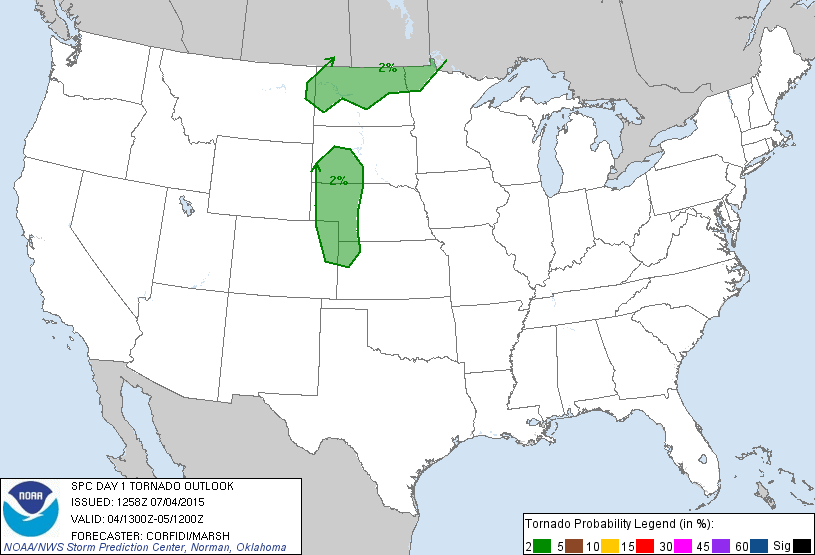 2%
2%
NOAA
SPC DAY 1 TORNADO OUTLOOK
ISSUED: 1258Z 07/04/2015
VALID: 04/1300Z-05/1200Z
FORECASTER: CORFIDI/MARSH
NOAA/NWS Storm Prediction Center, Norman, Oklahoma
Tornado Probability Legend (in %):
2 5 10 15 30 45 60 Sig